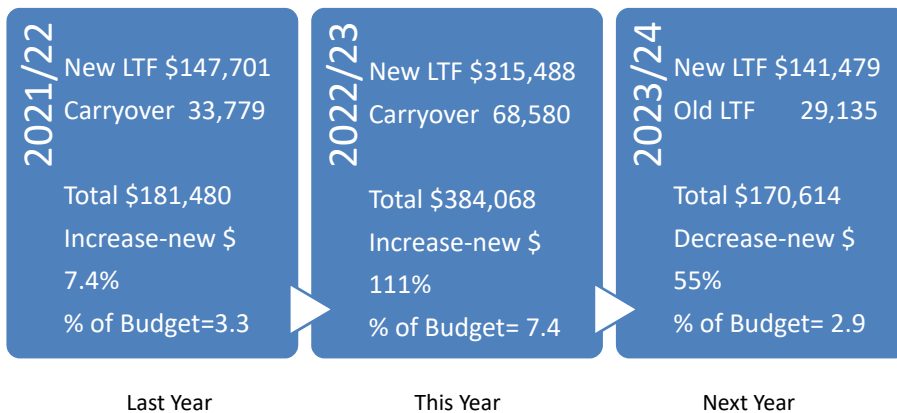 2021/22
New LTF $147,701
Carryover 33,779
Total $181,480
Increase-new $
7.4%
% of Budget=3.3
2022/23
New LTF $315,488
Carryover 68,580
Total $384,068
Increase-new $
111%
% of Budget= 7.4
2023/24
New LTF $141,479
Old LTF 29,135
Total $170,614
Decrease-new $
55%
% of Budget= 2.9
Last Year
This Year
Next Year